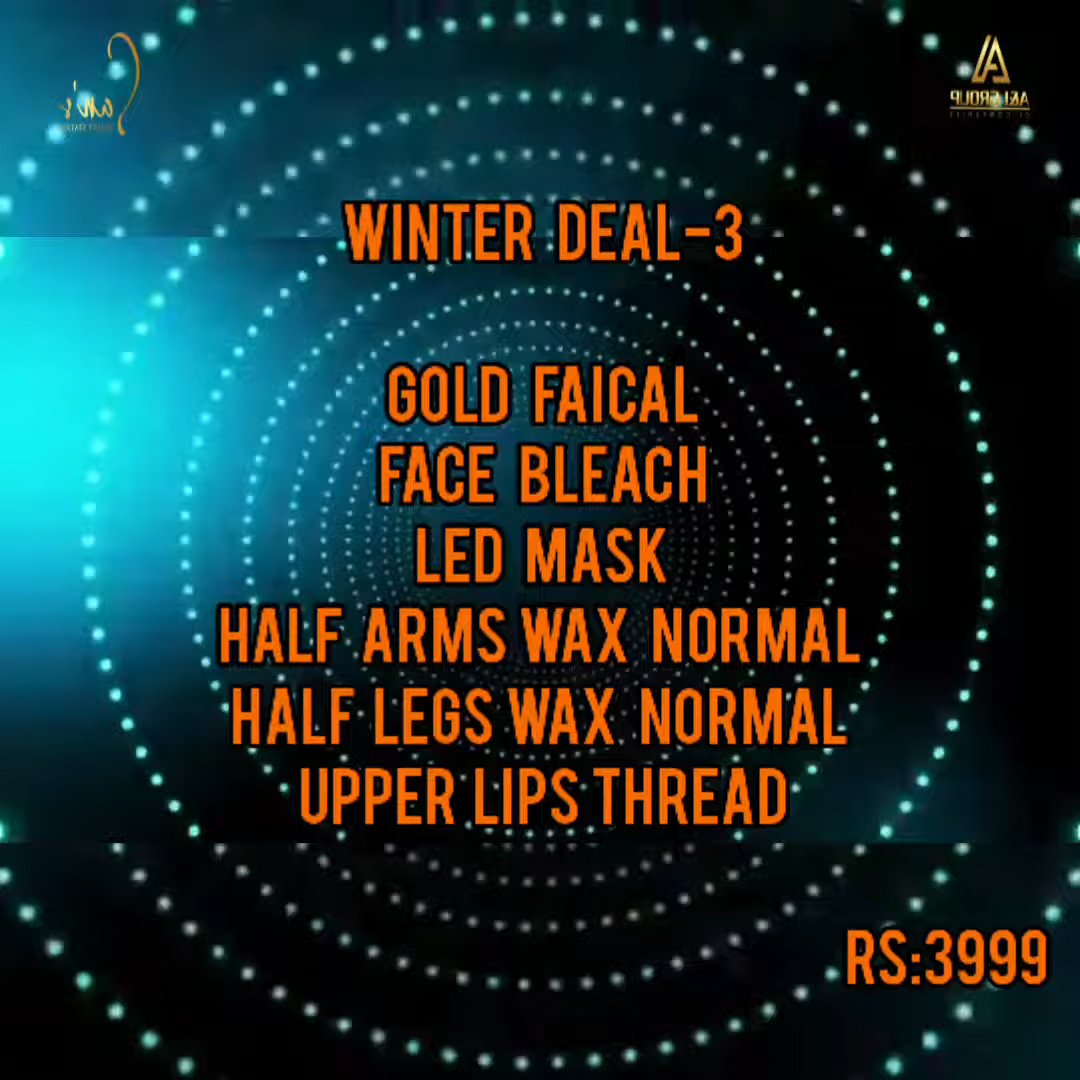 A&I GROUP
WINTER DEAL-3
GOLD FAICAL
FACE BLEACH
LED MASK
HALF ARMS WAX NORMAL
HALF LEGS WAX NORMAL
UPPER LIPS THREAD
RS:3999